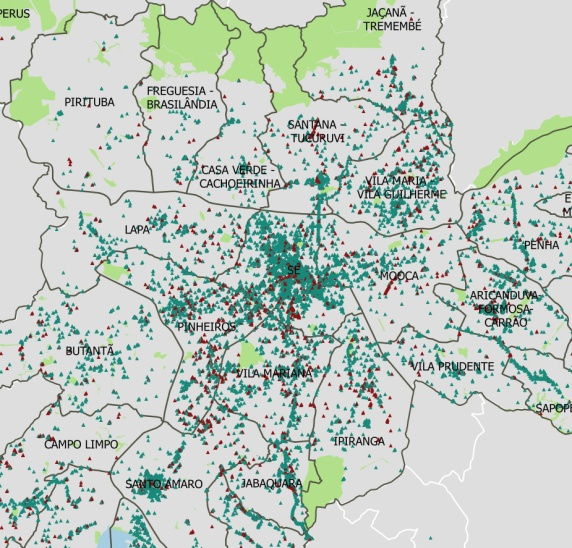 PERUS
JAÇANÃ -
TREMEMBÉ
PIRITUBA
FREGUESIA -
BRASILÂNDIA
SANTANA -
TUCURUVI
CASA VERDE -
CACHOEIRINHA
VILA MARIA -
VILA GUILHERME
LAPA
PENHA
SÉ
MOOCA
ARICANDUVA-
FORMOSA-
CARRÃO
PINHEIROS
BUTANTÃ
VILA MARIANA
VILA PRUDENTE
SAPOPE
CAMPO LIMPO
IPIRANGA
SANTO AMARO
JABAQUARA